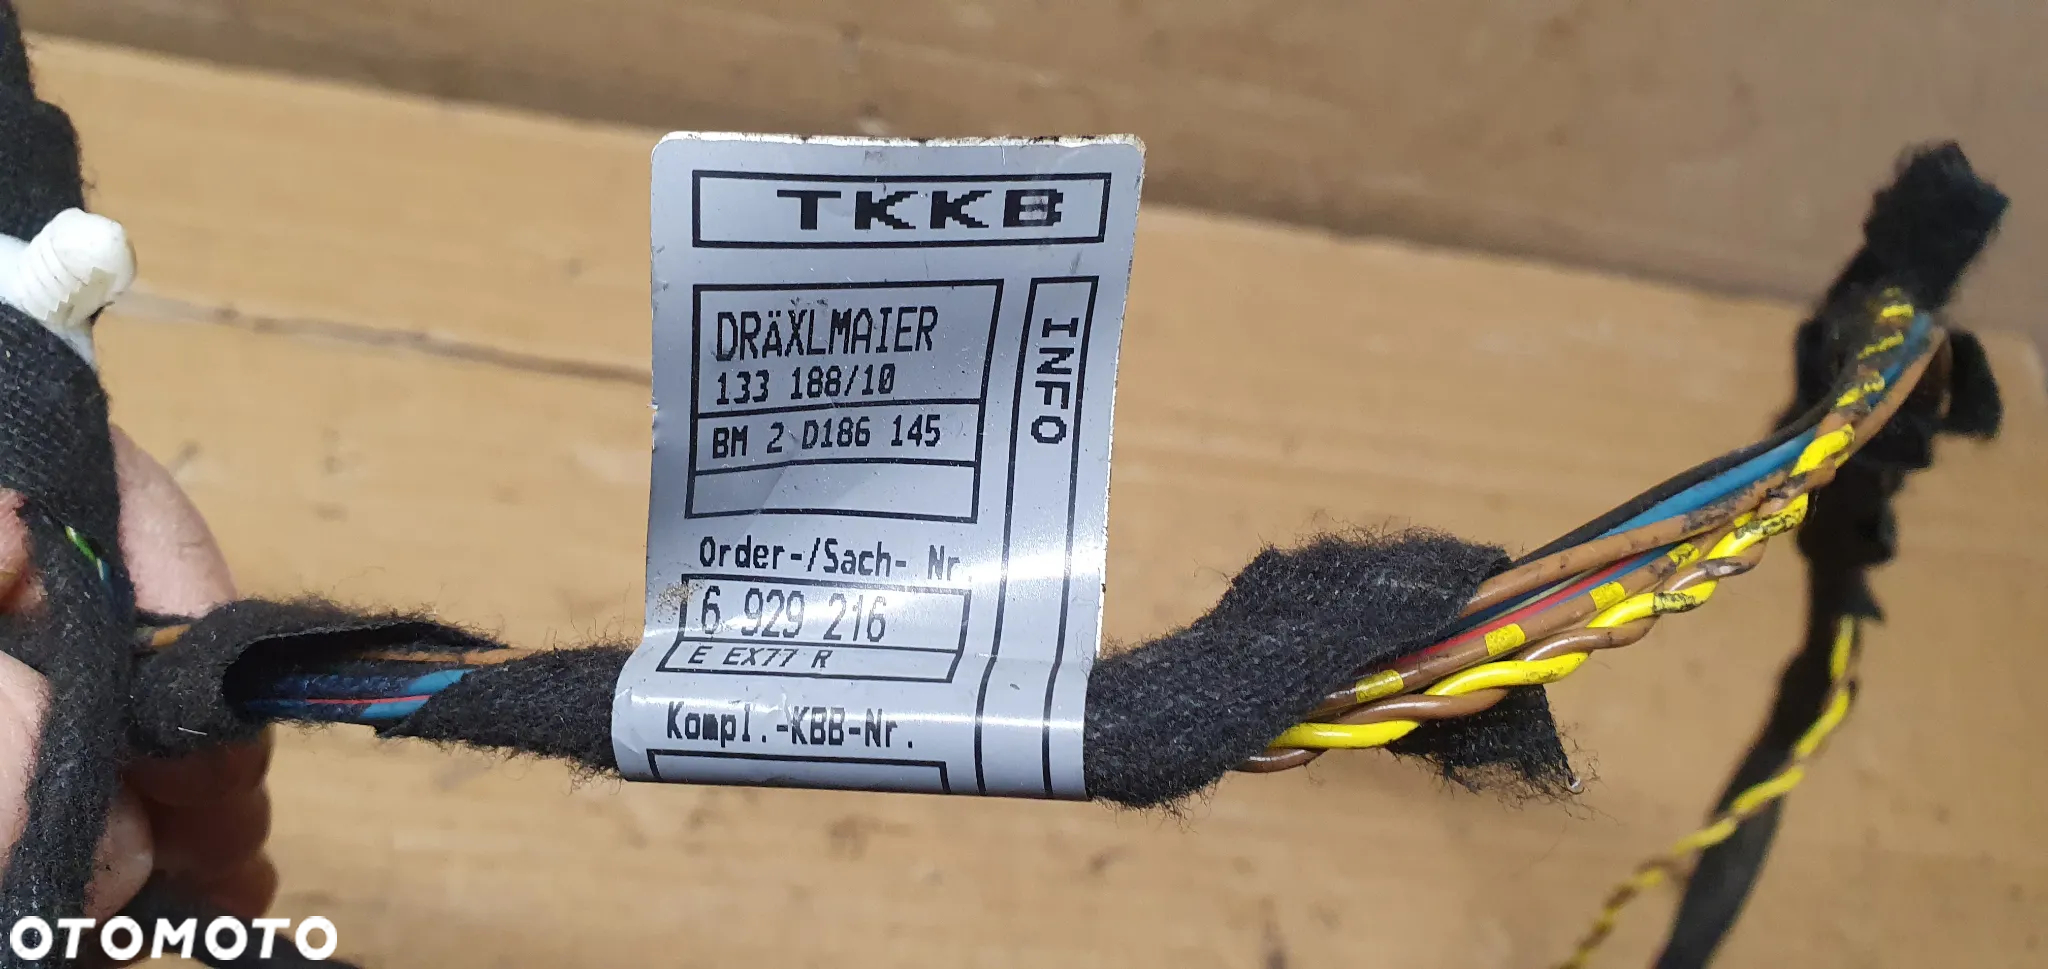 TKKB
DRÄXLMAIER
133 188/10
BM 2 D186 145
INFO
Order-/Sach- Nr.
6 929 216
E EX77 R
Kompl.-KBB-Nr.
OTOMOTO